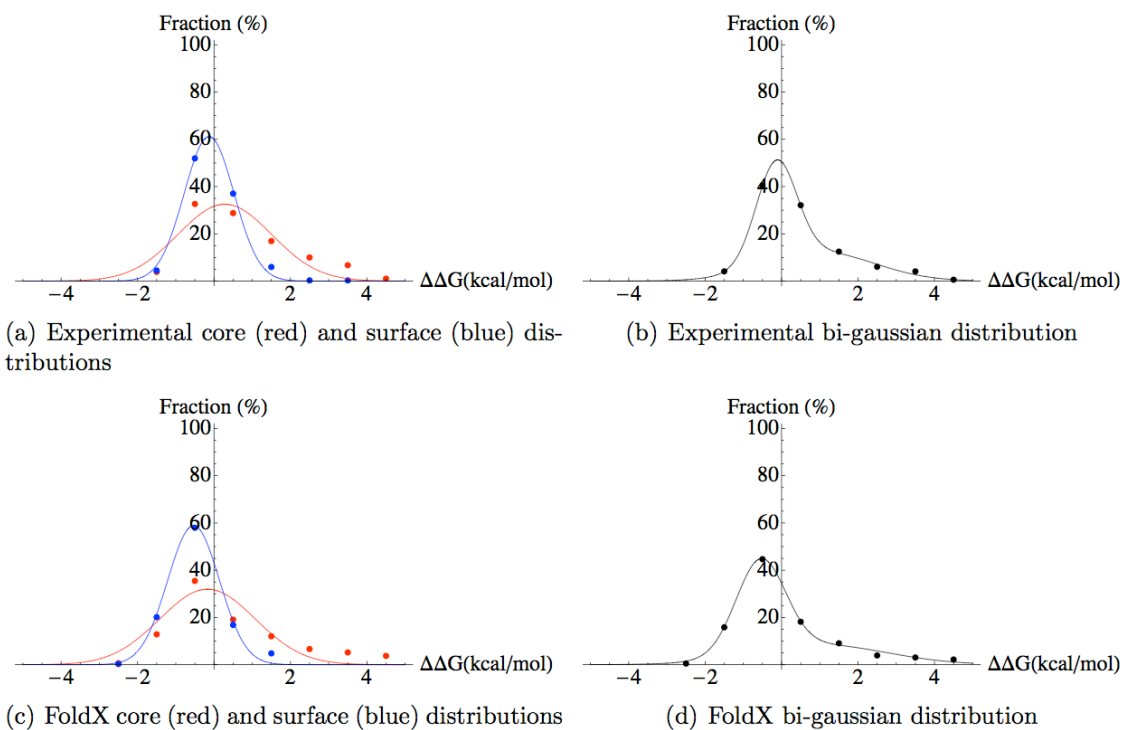 Fraction (%)
100
80
60
40
20
−4 −2 2 4 ΔΔG(kcal/mol)
(a) Experimental core (red) and surface (blue) dis-
tributions
Fraction (%)
100
80
60
40
20
−4 −2 2 4 ΔΔG(kcal/mol)
(b) Experimental bi-gaussian distribution
Fraction (%)
100
80
60
40
20
−4 −2 2 4 ΔΔG(kcal/mol)
(c) FoldX core (red) and surface (blue) distributions
Fraction (%)
100
80
60
40
20
−4 −2 2 4 ΔΔG(kcal/mol)
(d) FoldX bi-gaussian distribution